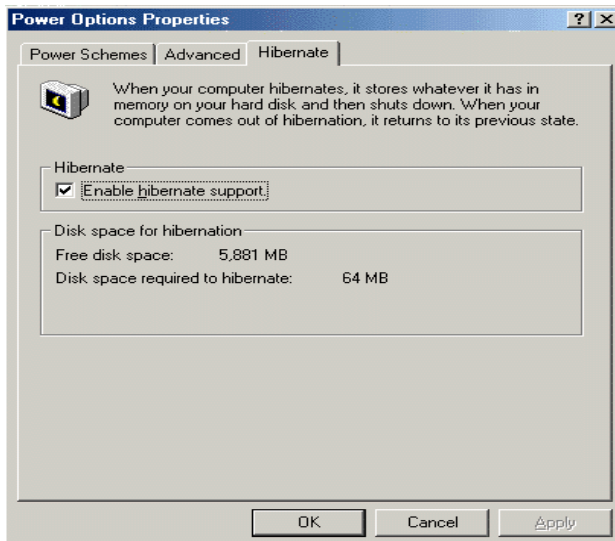 Power Options Properties
Power Schemes Advanced Hibernate
When your computer hibernates, it stores whatever it has in
memory on your hard disk and then shuts down. When your
computer comes out of hibernation, it returns to its previous state.
Hibernate
Enable hibernate support.
Disk space for hibernation
Free disk space: 5,881 MB
Disk space required to hibernate: 64 MB
OK Cancel Apply